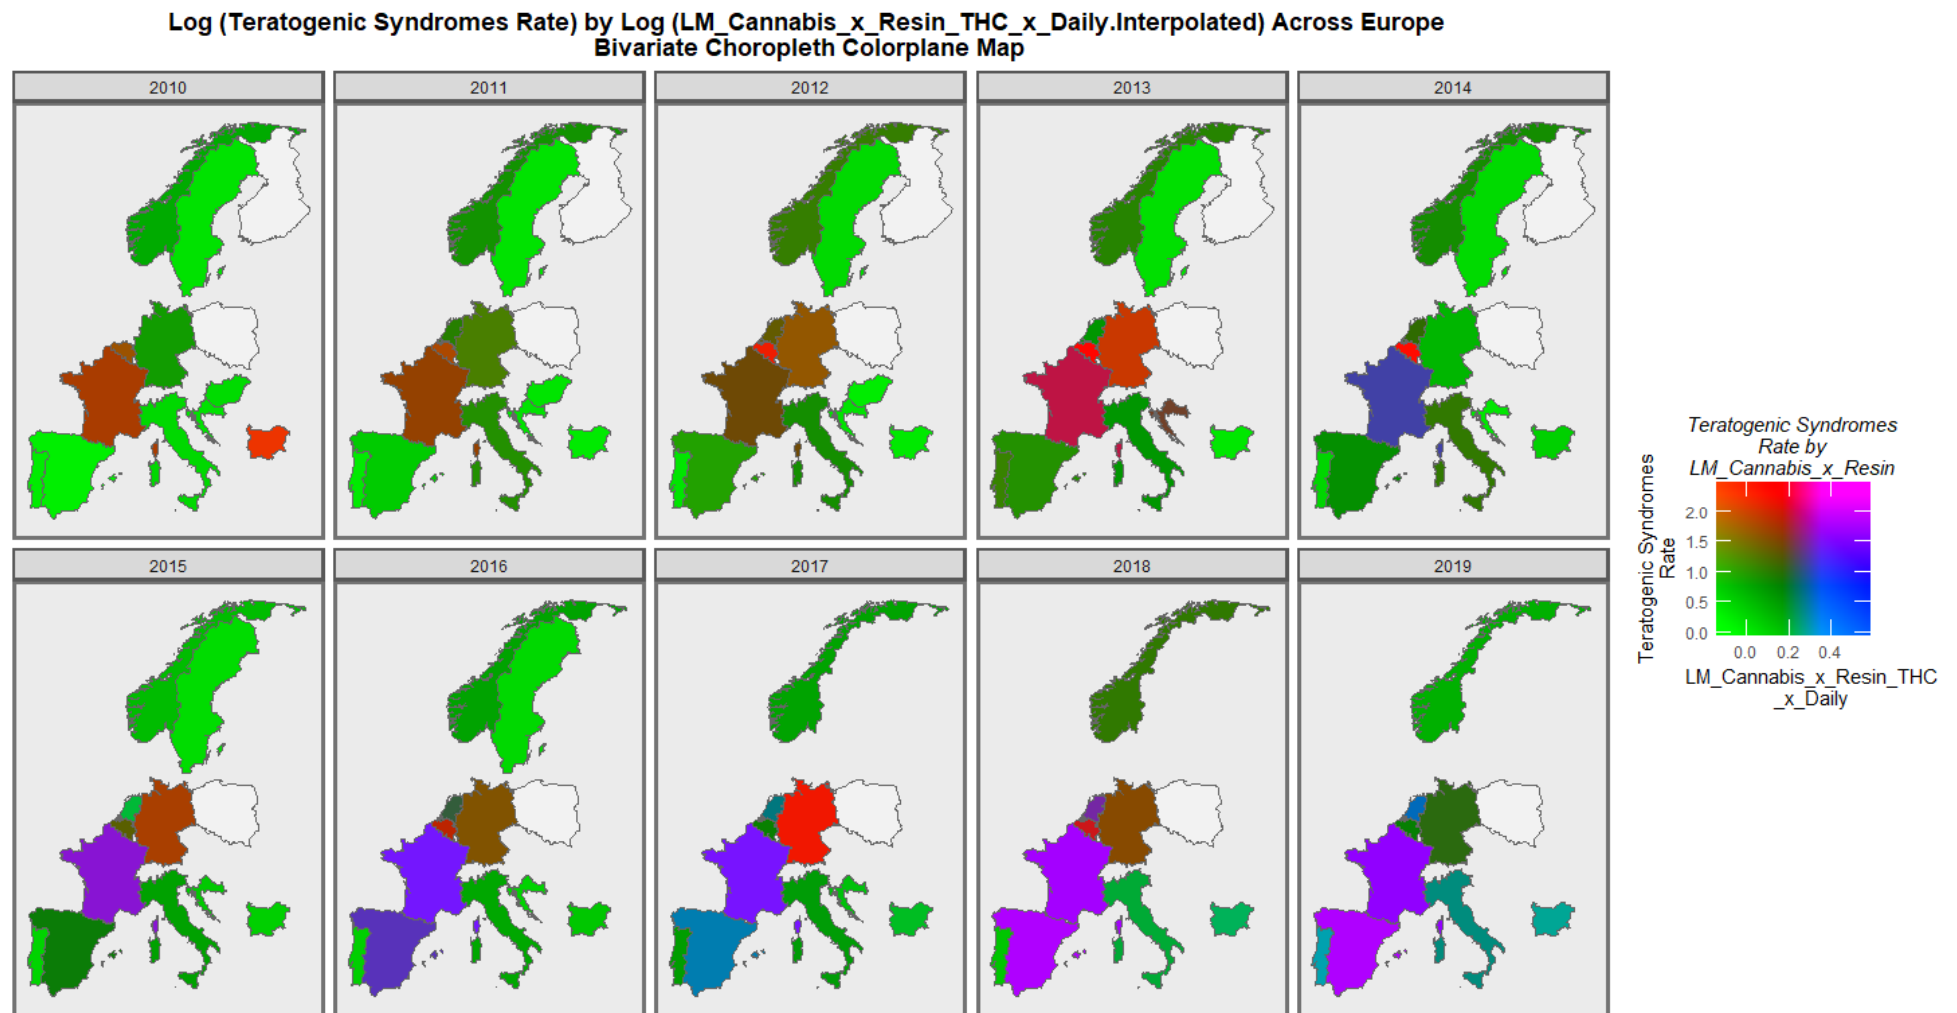 Log (Teratogenic Syndromes Rate) by Log (LM_Cannabis_x_Resin_THC_x_Daily.Interpolated) Across Europe
Bivariate Choropleth Colorplane Map
2010
2011
2012
2013
2014
2015
2016
2017
2018
2019
Teratogenic Syndromes
Rate by
LM_Cannabis_x_Resin
Teratogenic Syndromes
Rate
2.0
1.5
1.0
0.5
0.0
0.0
0.2
0.4
LM_Cannabis_x_Resin_THC
_x_Daily